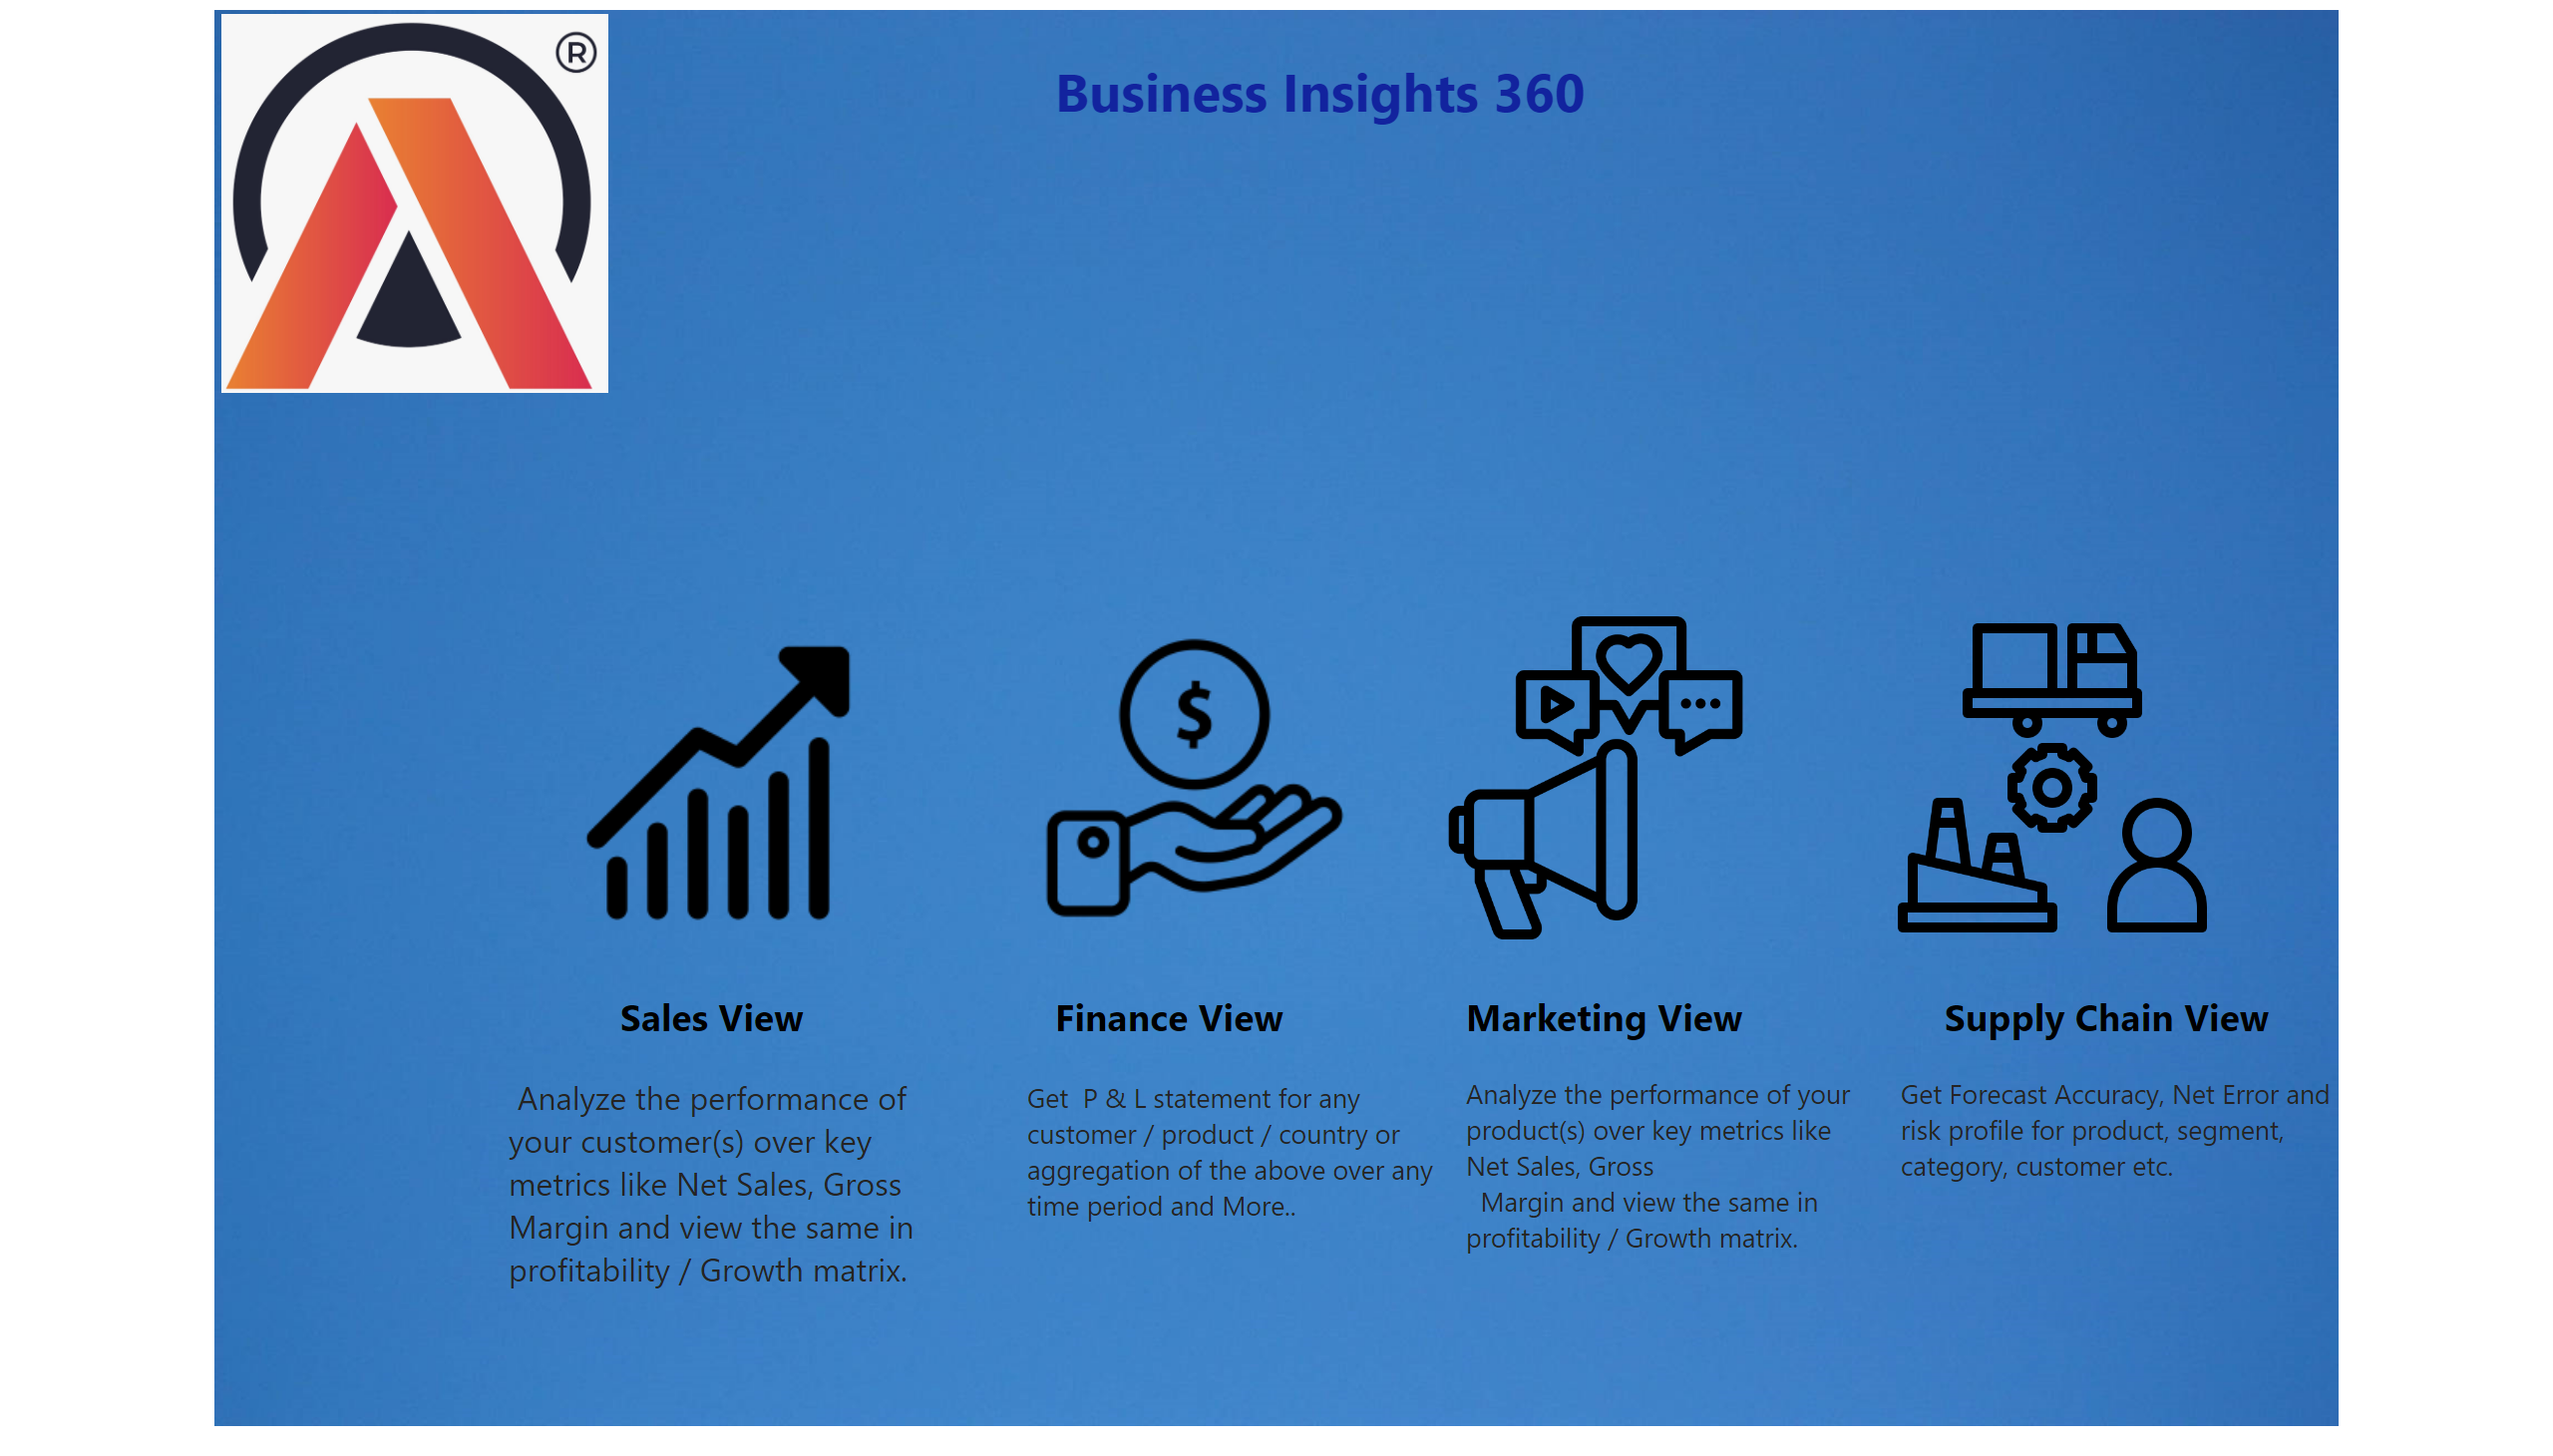 ®
Business Insights 360
$
Sales View
Analyze the performance of
your customer(s) over key
metrics like Net Sales, Gross
Margin and view the same in
profitability / Growth matrix.
Finance View
Get  P & L statement for any
customer / product / country or
aggregation of the above over any
time period and More..
Marketing View
Analyze the performance of your
product(s) over key metrics like
Net Sales, Gross
Margin and view the same in
profitability / Growth matrix.
Supply Chain View
Get Forecast Accuracy, Net Error and
risk profile for product, segment,
category, customer etc.